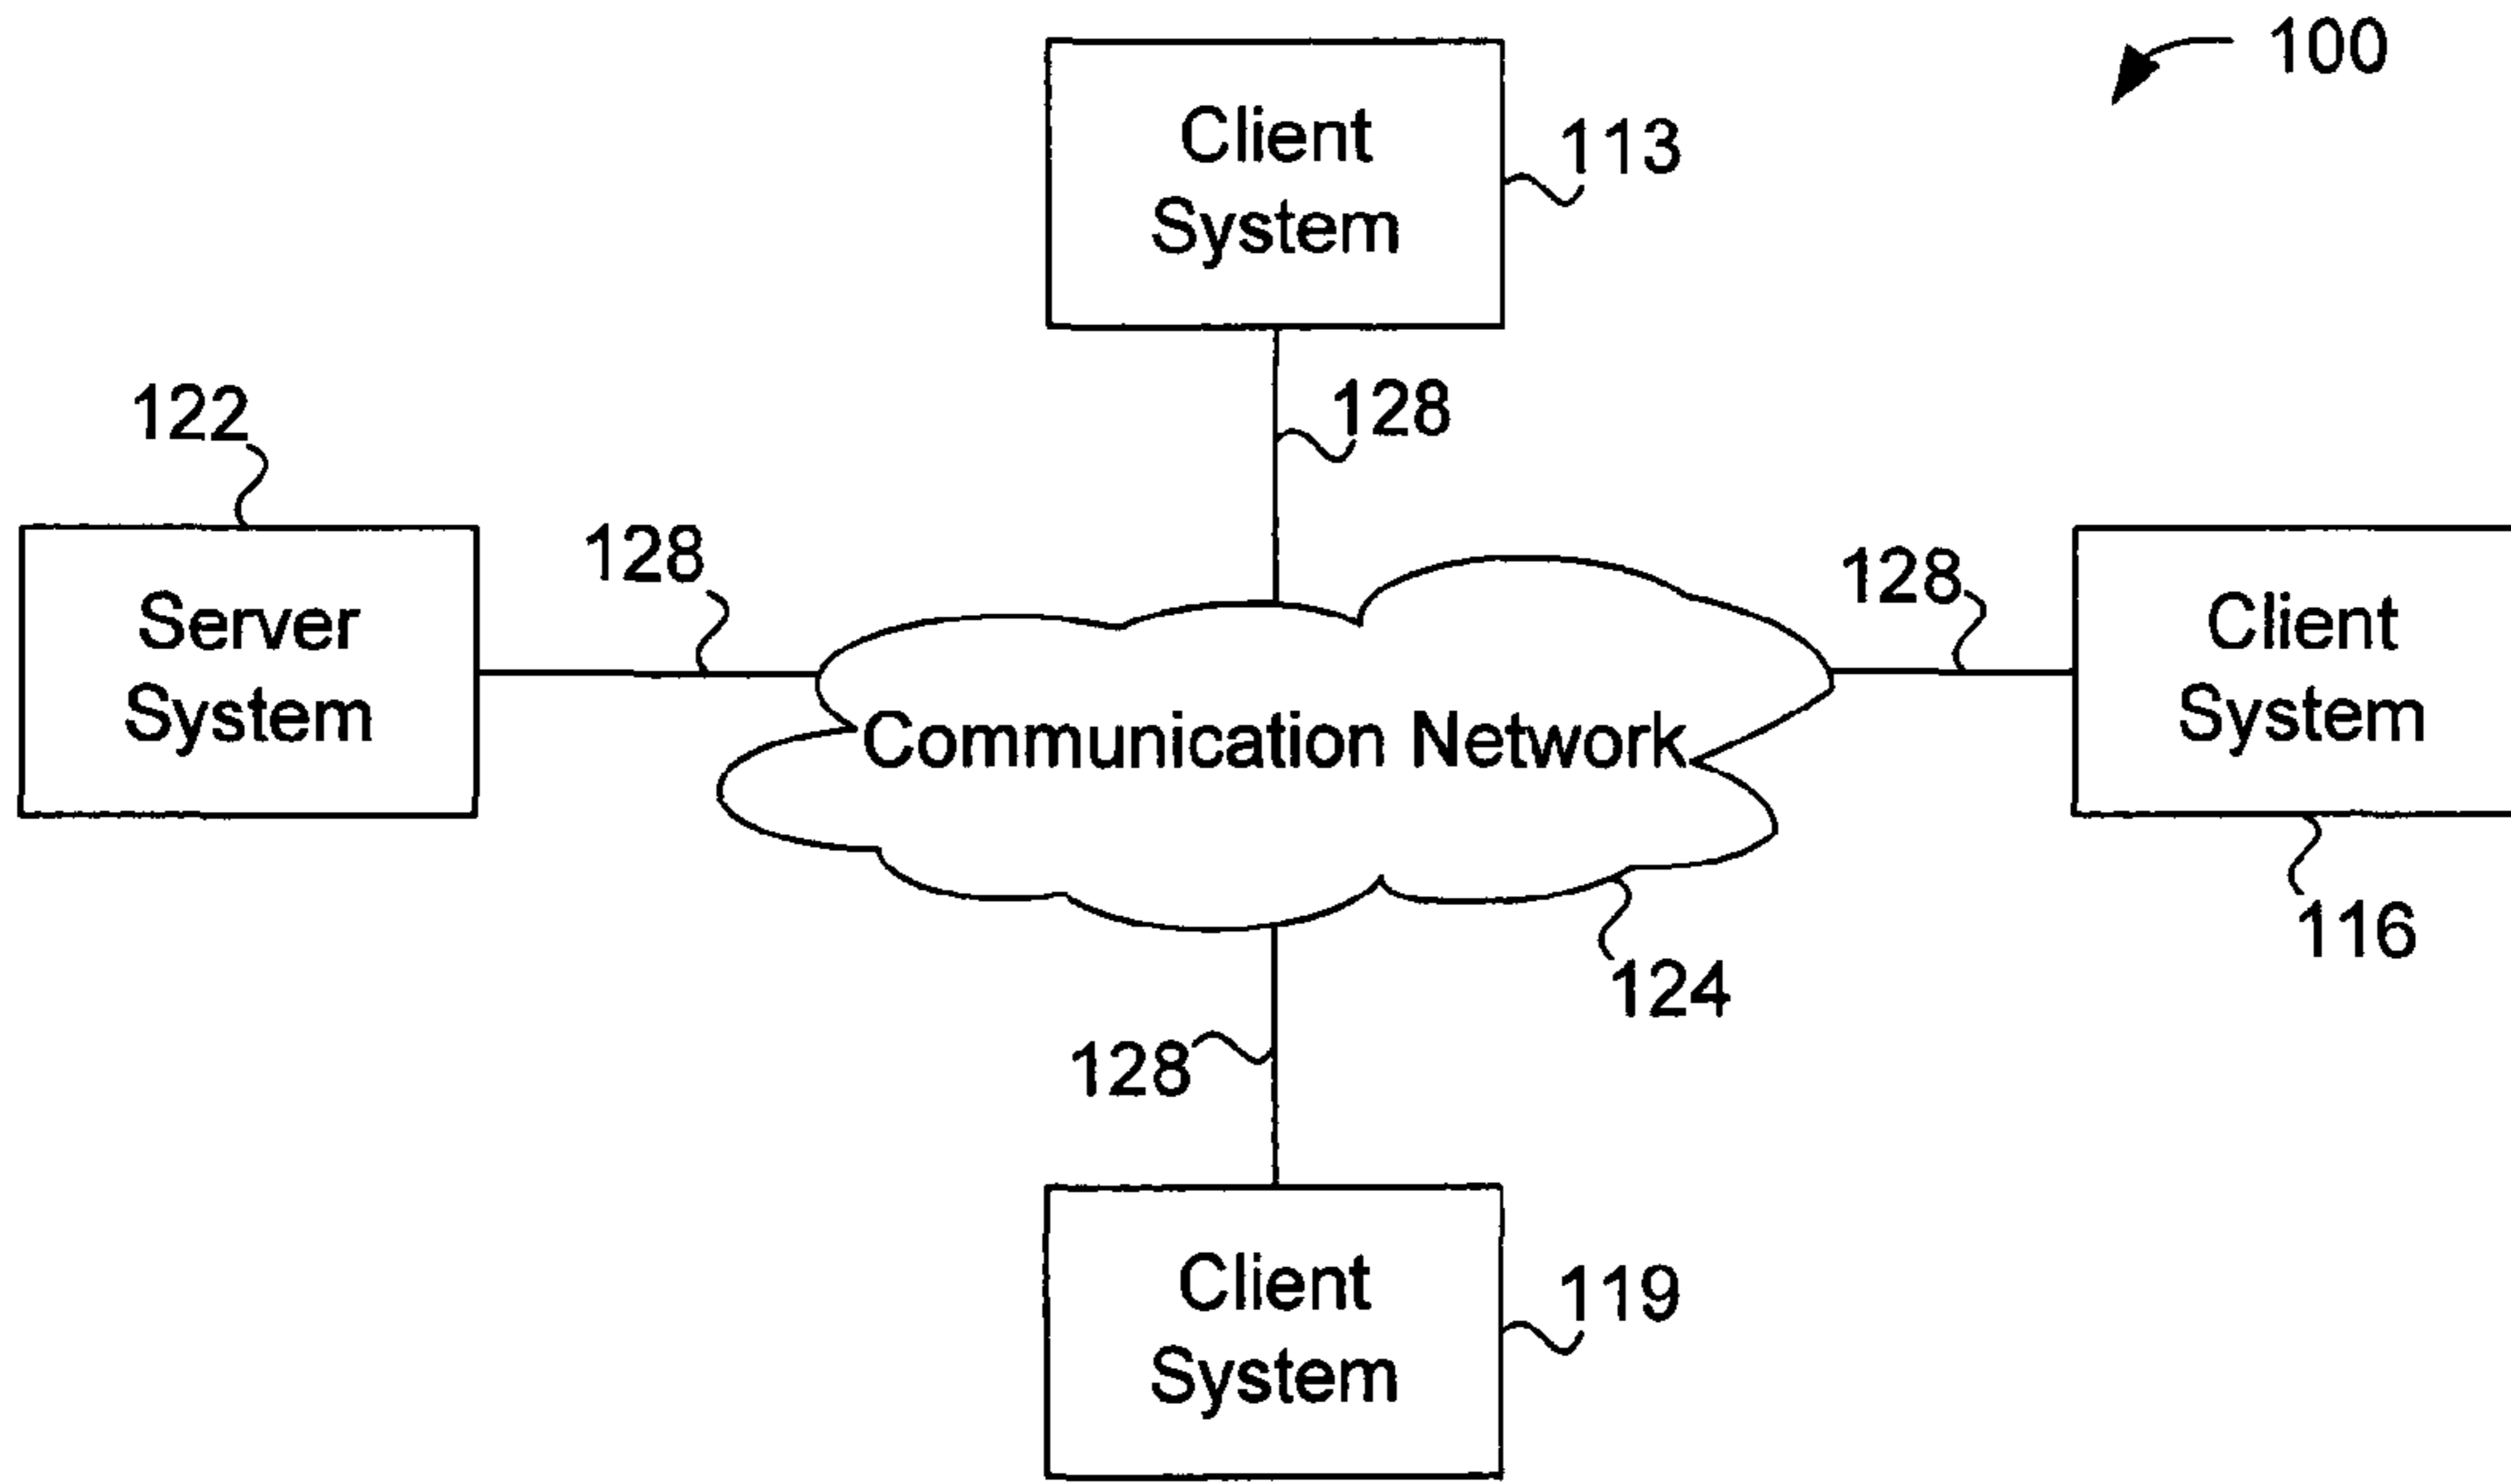 100
Client
System
113
128
122
Server
System
128
Communication Network
128
Client
System
116
124
128
Client
System
119